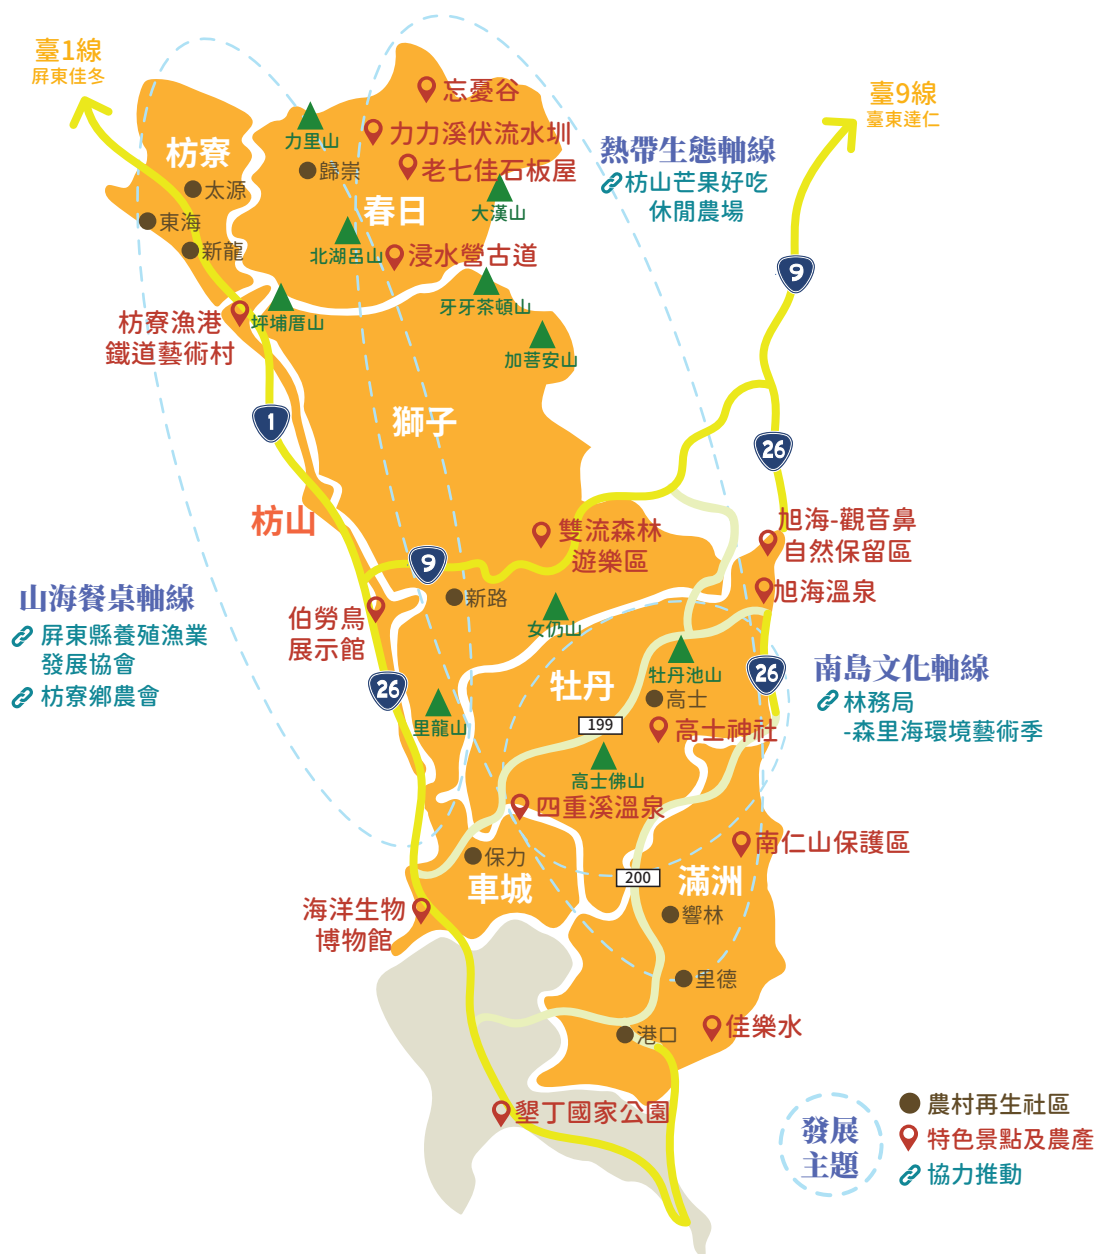 臺1線
屏東佳冬
臺9線
臺東達仁
忘憂谷
力力溪伏流水圳
力里山
枋寮
歸崇
老七佳石板屋
熱帶生態軸線
枋山芒果好吃
休閒農場
太源
春日
大漢山
東海
新龍
北湖呂山
浸水營古道
9
牙牙茶頓山
枋寮漁港
鐵道藝術村
坪埔厝山
加菩安山
1
獅子
26
枋山
雙流森林
遊樂區
旭海-觀音鼻
自然保留區
9
山海餐桌軸線
屏東縣養殖漁業
發展協會
枋寮鄉農會
新路
旭海溫泉
伯勞鳥
展示館
女仍山
26
牡丹
牡丹池山
26
南島文化軸線
林務局
-森里海環境藝術季
高士
里龍山
199
高士神社
高士佛山
四重溪溫泉
南仁山保護區
保力
車城
200
滿洲
海洋生物
博物館
響林
里德
港口
佳樂水
墾丁國家公園
發展
主題
農村再生社區
特色景點及農產
協力推動